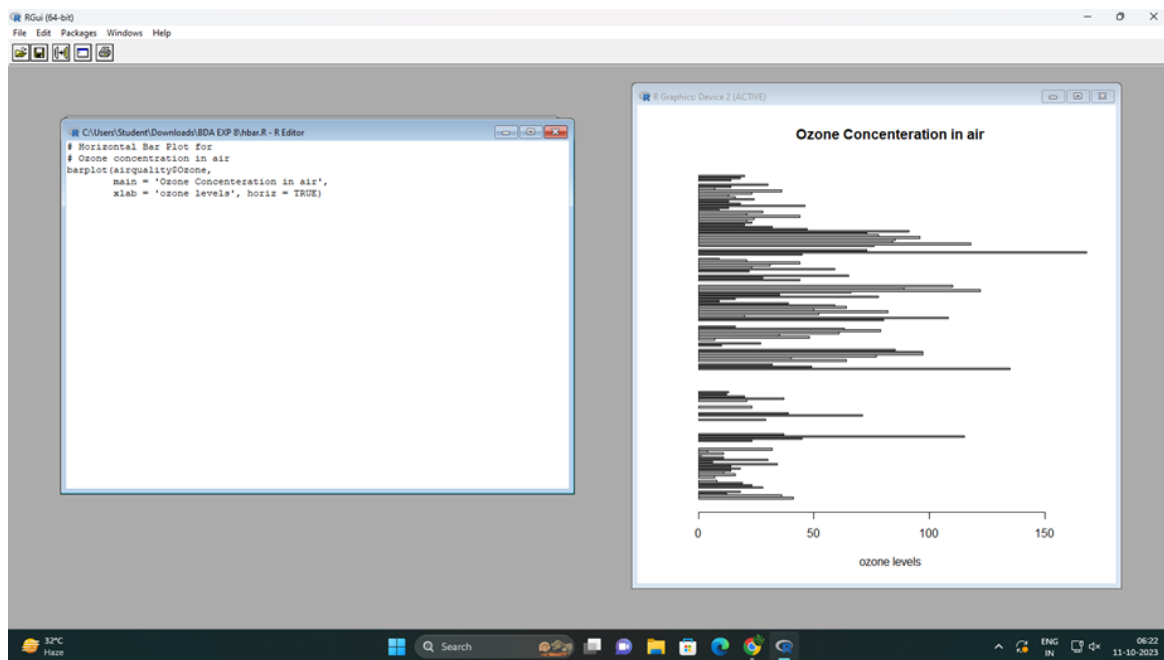 RGui (64-bit)
File Edit Packages Windows Help
R Graphics: Device 2 (ACTIVE)
C:\Users\Student\Downloads\BDA EXP 8\hbar.R - R Editor
# Horizontal Bar Plot for
# Ozone concentration in air
barplot(airquality$Ozone,
main = 'Ozone Concenteration in air',
xlab = 'ozone levels', horiz = TRUE)
Ozone Concenteration in air
0 50 100 150
ozone levels
32°C
Haze
Search
ENG
IN
06:22
11-10-2023